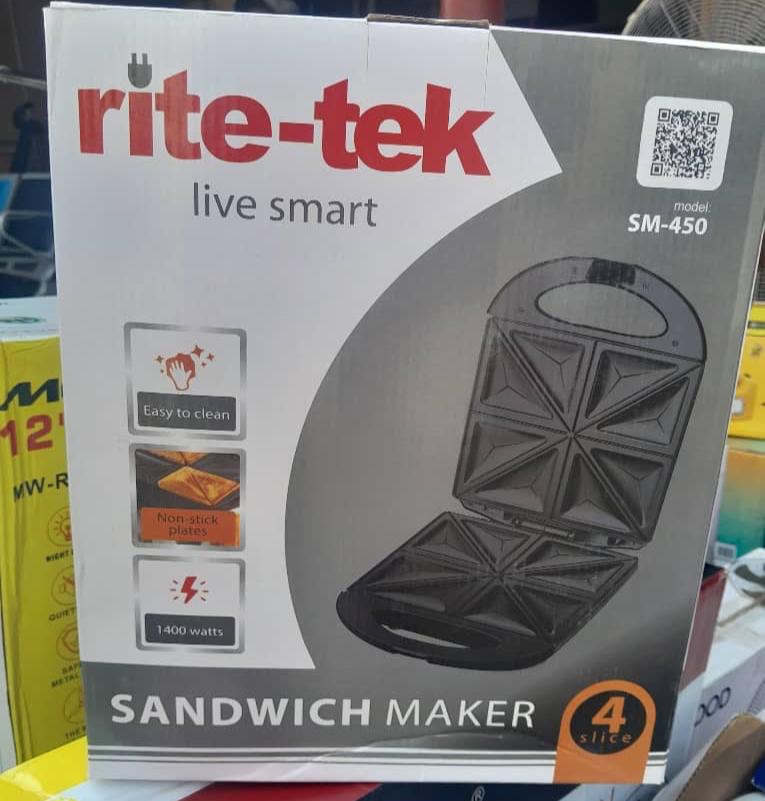 rite-tek
live smart
model:
SM-450
Easy to clean
Non-stick
plates
1400 watts
SANDWICH MAKER
4
slice
12"
MW-R
®